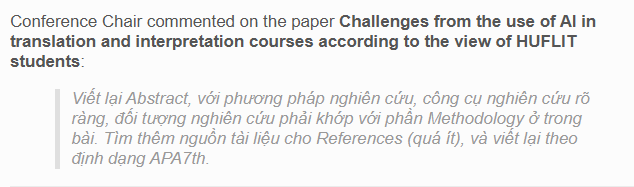 Conference Chair commented on the paper Challenges from the use of AI in
translation and interpretation courses according to the view of HUFLIT
students:
Viết lại Abstract, với phương pháp nghiên cứu, công cụ nghiên cứu rõ
ràng, đối tượng nghiên cứu phải khớp với phần Methodology ở trong
bài. Tìm thêm nguồn tài liệu cho References (quá ít), và viết lại theo
định dạng APA7th.